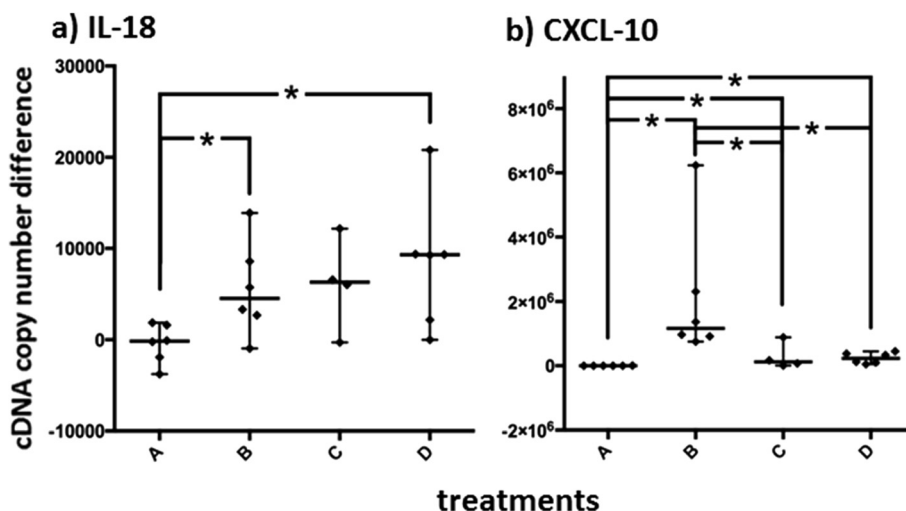 a) IL-18
b) CXCL-10
cDNA copy number difference
30000
20000
10000
0
-10000
*
*
A
B
C
D
8×10⁶
6×10⁶
4×10⁶
2×10⁶
0
-2×10⁶
*
*
*
*
*
A
B
C
D
treatments